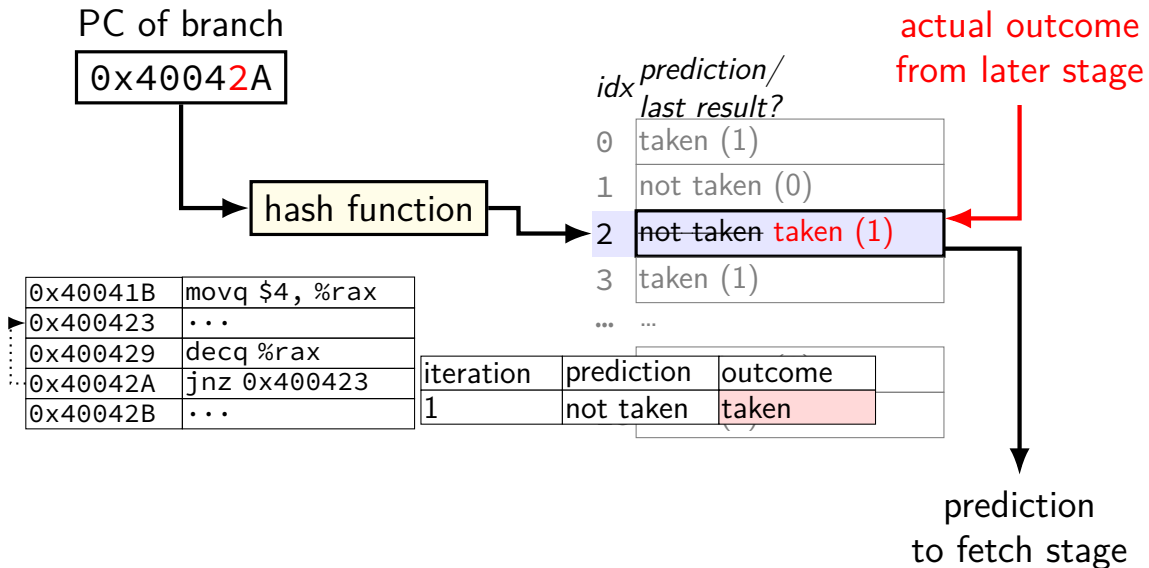 PC of branch
0x40042A
hash function
idx
prediction/
last result?
0 taken (1)
1 not taken (0)
2 not taken taken (1)
3 taken (1)
... ...
actual outcome
from later stage
0x40041B movq $4, %rax
0x400423 ···
0x400429 decq %rax
0x40042A jnz 0x400423
0x40042B ···
iteration prediction outcome
1 not taken taken
prediction
to fetch stage